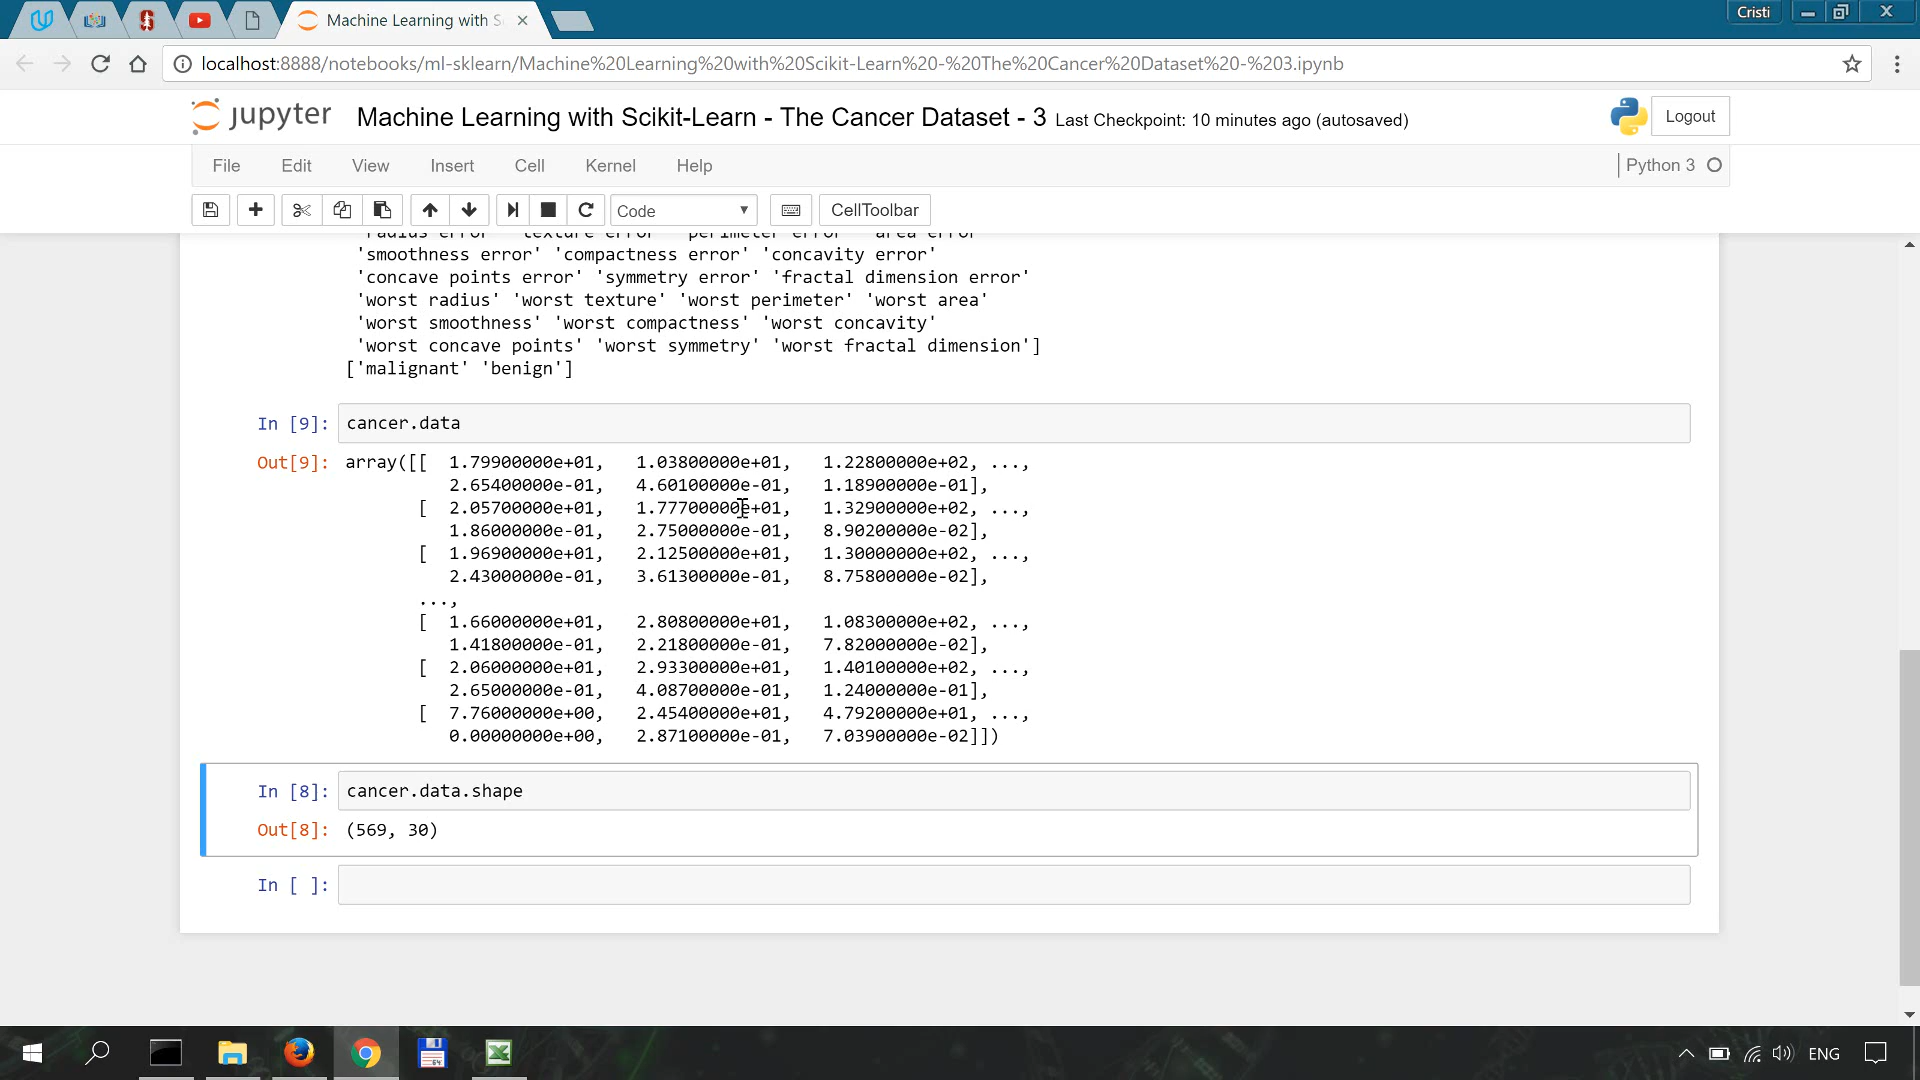 Machine Learning with S
Cristi
localhost:8888/notebooks/ml-sklearn/Machine%20Learning%20with%20Scikit-Learn%20-%20The%20Cancer%20Dataset%20-%203.ipynb
jupyter Machine Learning with Scikit-Learn - The Cancer Dataset - 3 Last Checkpoint: 10 minutes ago (autosaved) Logout
File Edit View Insert Cell Kernel Help Python 3
Code CellToolbar
'radius error' 'texture error' 'perimeter error' 'area error'
'smoothness error' 'compactness error' 'concavity error'
'concave points error' 'symmetry error' 'fractal dimension error'
'worst radius' 'worst texture' 'worst perimeter' 'worst area'
'worst smoothness' 'worst compactness' 'worst concavity'
'worst concave points' 'worst symmetry' 'worst fractal dimension']
['malignant' 'benign']
In [9]: cancer.data
Out[9]: array([[ 1.79900000e+01, 1.03800000e+01, 1.22800000e+02, ...,
2.65400000e-01, 4.60100000e-01, 1.18900000e-01],
[ 2.05700000e+01, 1.77700000e+01, 1.32900000e+02, ...,
1.86000000e-01, 2.75000000e-01, 8.90200000e-02],
[ 1.96900000e+01, 2.12500000e+01, 1.30000000e+02, ...,
2.43000000e-01, 3.61300000e-01, 8.75800000e-02],
...,
[ 1.66000000e+01, 2.80800000e+01, 1.08300000e+02, ...,
1.41800000e-01, 2.21800000e-01, 7.82000000e-02],
[ 2.06000000e+01, 2.93300000e+01, 1.40100000e+02, ...,
2.65000000e-01, 4.08700000e-01, 1.24000000e-01],
[ 7.76000000e+00, 2.45400000e+01, 4.79200000e+01, ...,
0.00000000e+00, 2.87100000e-01, 7.03900000e-02]])
In [8]: cancer.data.shape
Out[8]: (569, 30)
In [ ]:
ENG